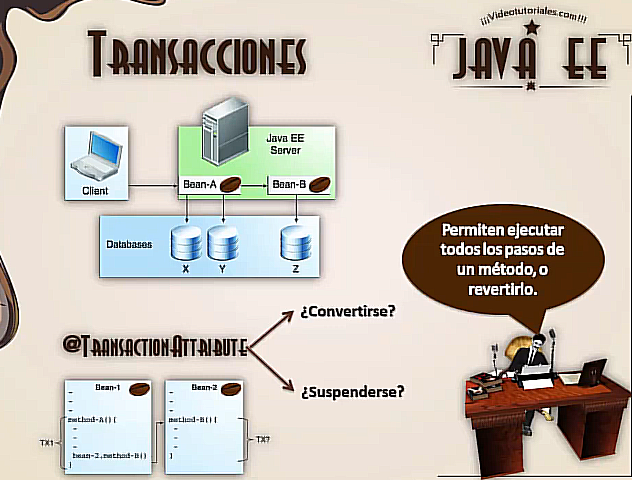 ¡¡¡Videotutoriales.com!!!
JAVA EE
TRANSACCIONES
Java EE
Server
Client
Bean-A
Bean-B
Databases
X
Y
Z
Permiten ejecutar
todos los pasos de
un método, o
revertirlo.
¿Convertirse?
@TRANSACTIONATTRIBUTE
¿Suspenderse?
Bean-1
method-A(){
TX1
bean-2.method-B()
}
Bean-2
method-B(){
TX?
}